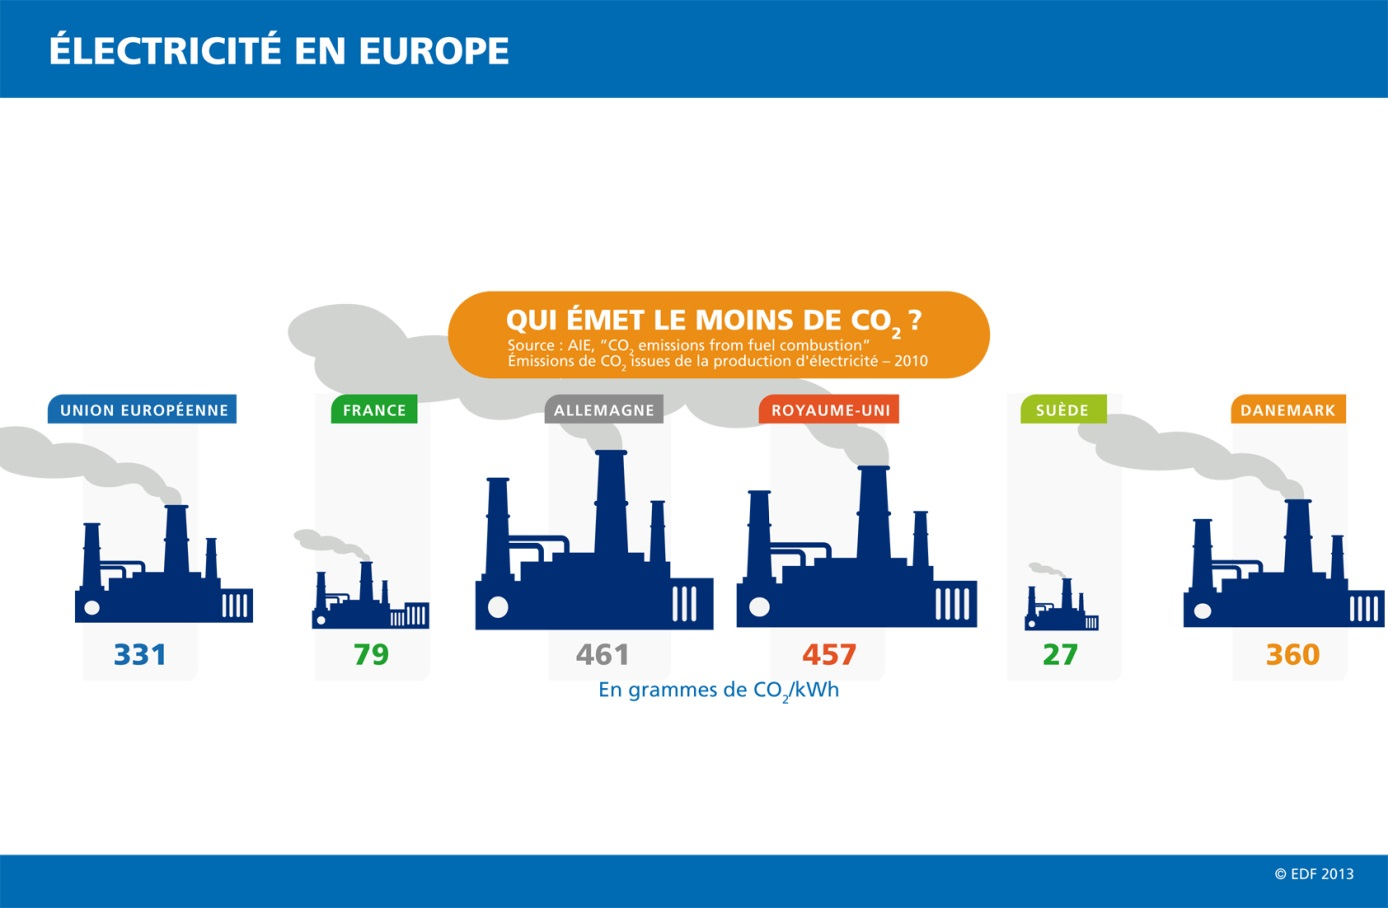 ÉLECTRICITÉ EN EUROPE
QUI ÉMET LE MOINS DE CO₂ ?
Source : AIE, "CO₂ emissions from fuel combustion"
Émissions de CO₂ issues de la production d'électricité – 2010
UNION EUROPÉENNE
FRANCE
ALLEMAGNE
ROYAUME-UNI
SUÈDE
DANEMARK
331
79
461
457
27
360
En grammes de CO₂/kWh
© EDF 2013